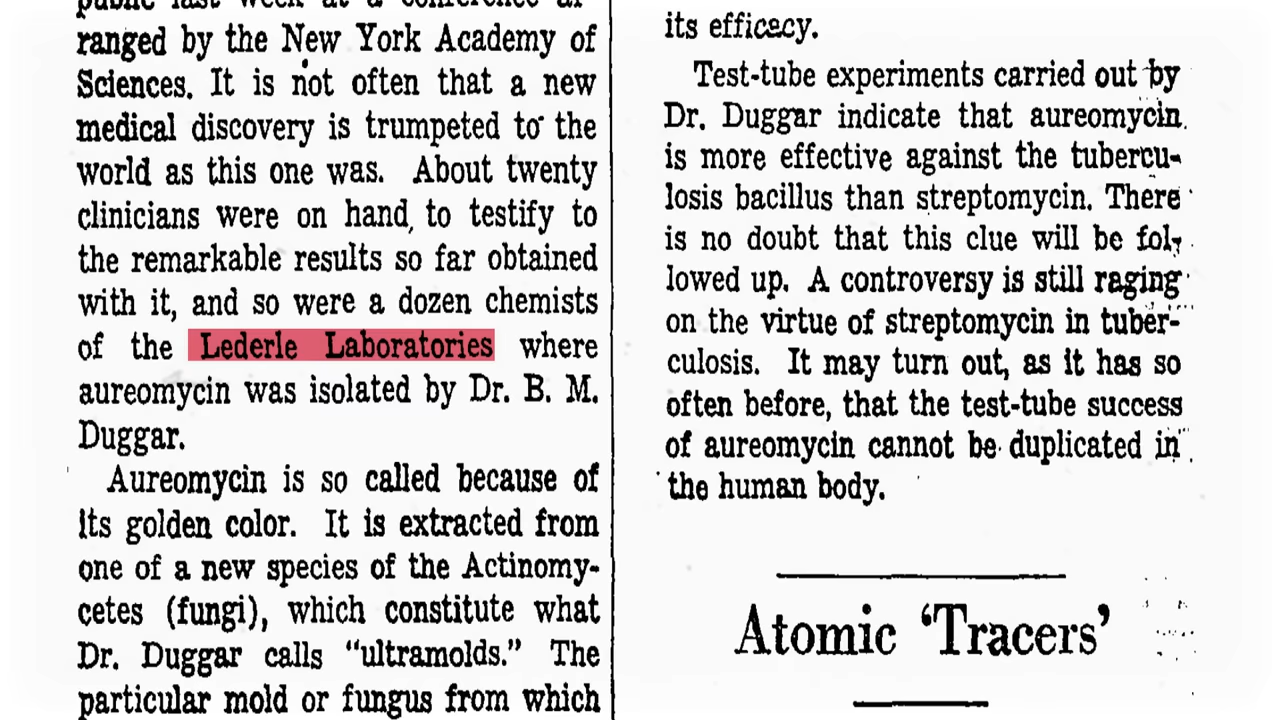 public last week at a conference ar-
ranged by the New York Academy of
Sciences. It is not often that a new
medical discovery is trumpeted to the
world as this one was. About twenty
clinicians were on hand to testify to
the remarkable results so far obtained
with it, and so were a dozen chemists
of the Lederle Laboratories where
aureomycin was isolated by Dr. B. M.
Duggar.
Aureomycin is so called because of
its golden color. It is extracted from
one of a new species of the Actinomy-
cetes (fungi), which constitute what
Dr. Duggar calls "ultramolds." The
particular mold or fungus from which
its efficacy.
Test-tube experiments carried out by
Dr. Duggar indicate that aureomycin
is more effective against the tubercu-
losis bacillus than streptomycin. There
is no doubt that this clue will be fol-
lowed up. A controversy is still raging
on the virtue of streptomycin in tuber-
culosis. It may turn out, as it has so
often before, that the test-tube success
of aureomycin cannot be duplicated in
the human body.
Atomic 'Tracers'